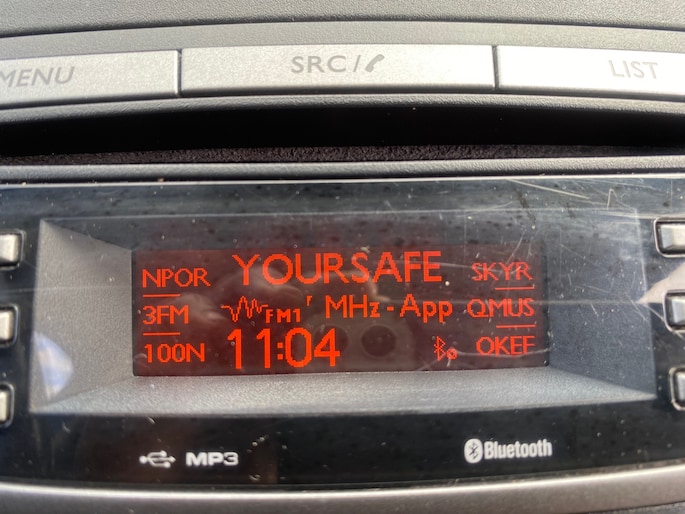 MENU
SRC/
LIST
NPOR YOURSAFE SKYR
3FM FM1 ' MHz - App QMUS
100N 11:04 OKEF
MP3
Bluetooth